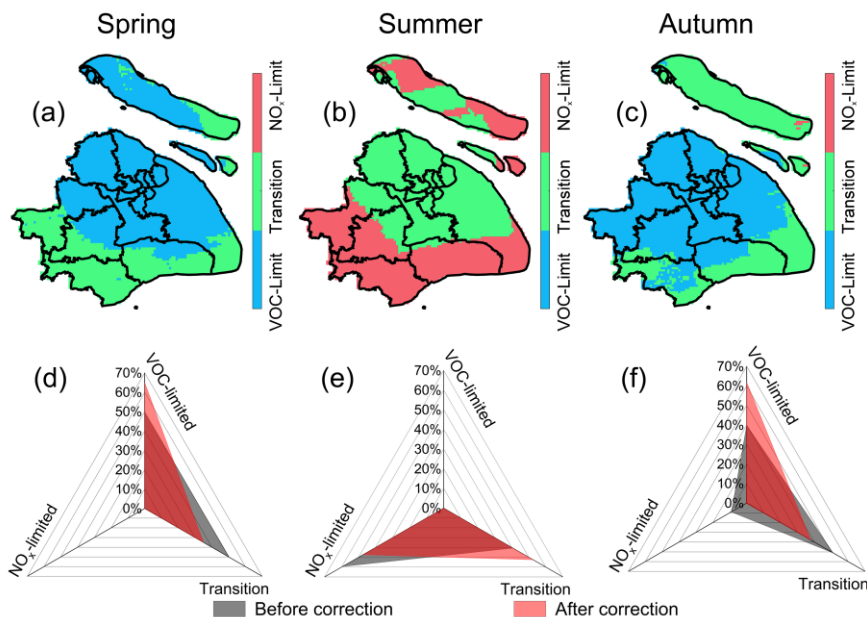 Spring
Summer
Autumn
(a)
NOx-Limit
Transition
VOC-Limit
(b)
NOx-Limit
Transition
VOC-Limit
(c)
NOx-Limit
Transition
VOC-Limit
(d)
70%
60%
50%
40%
30%
20%
10%
0%
VOC-limited
NOx-limited
Transition
(e)
70%
60%
50%
40%
30%
20%
10%
0%
VOC-limited
NOx-limited
Transition
(f)
70%
60%
50%
40%
30%
20%
10%
0%
VOC-limited
NOx-limited
Transition
Before correction
After correction